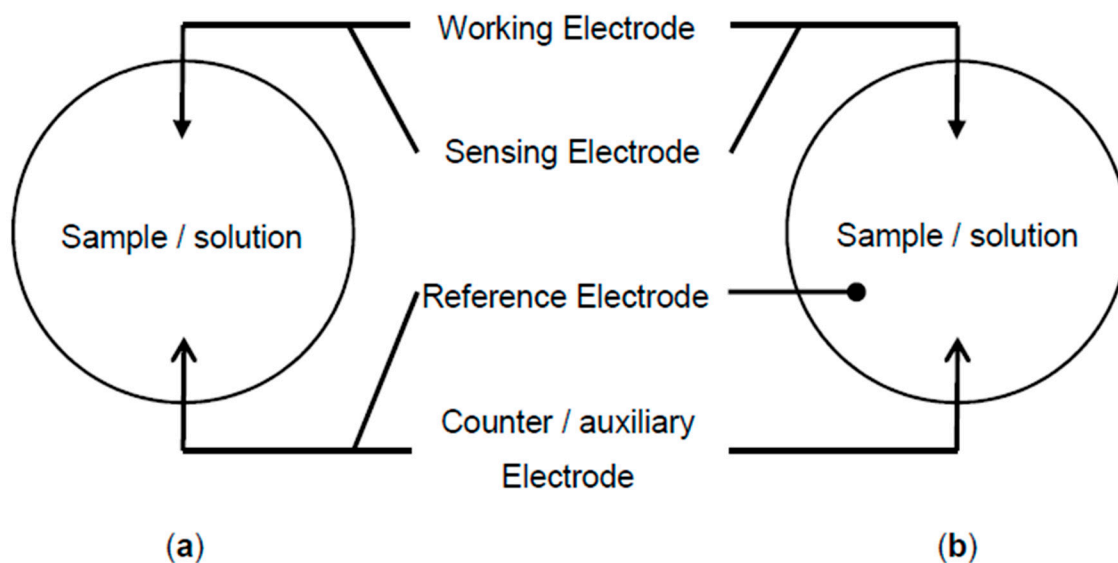 Working Electrode
Sensing Electrode
Sample / solution
Sample / solution
Reference Electrode
Counter / auxiliary
Electrode
(a)
(b)